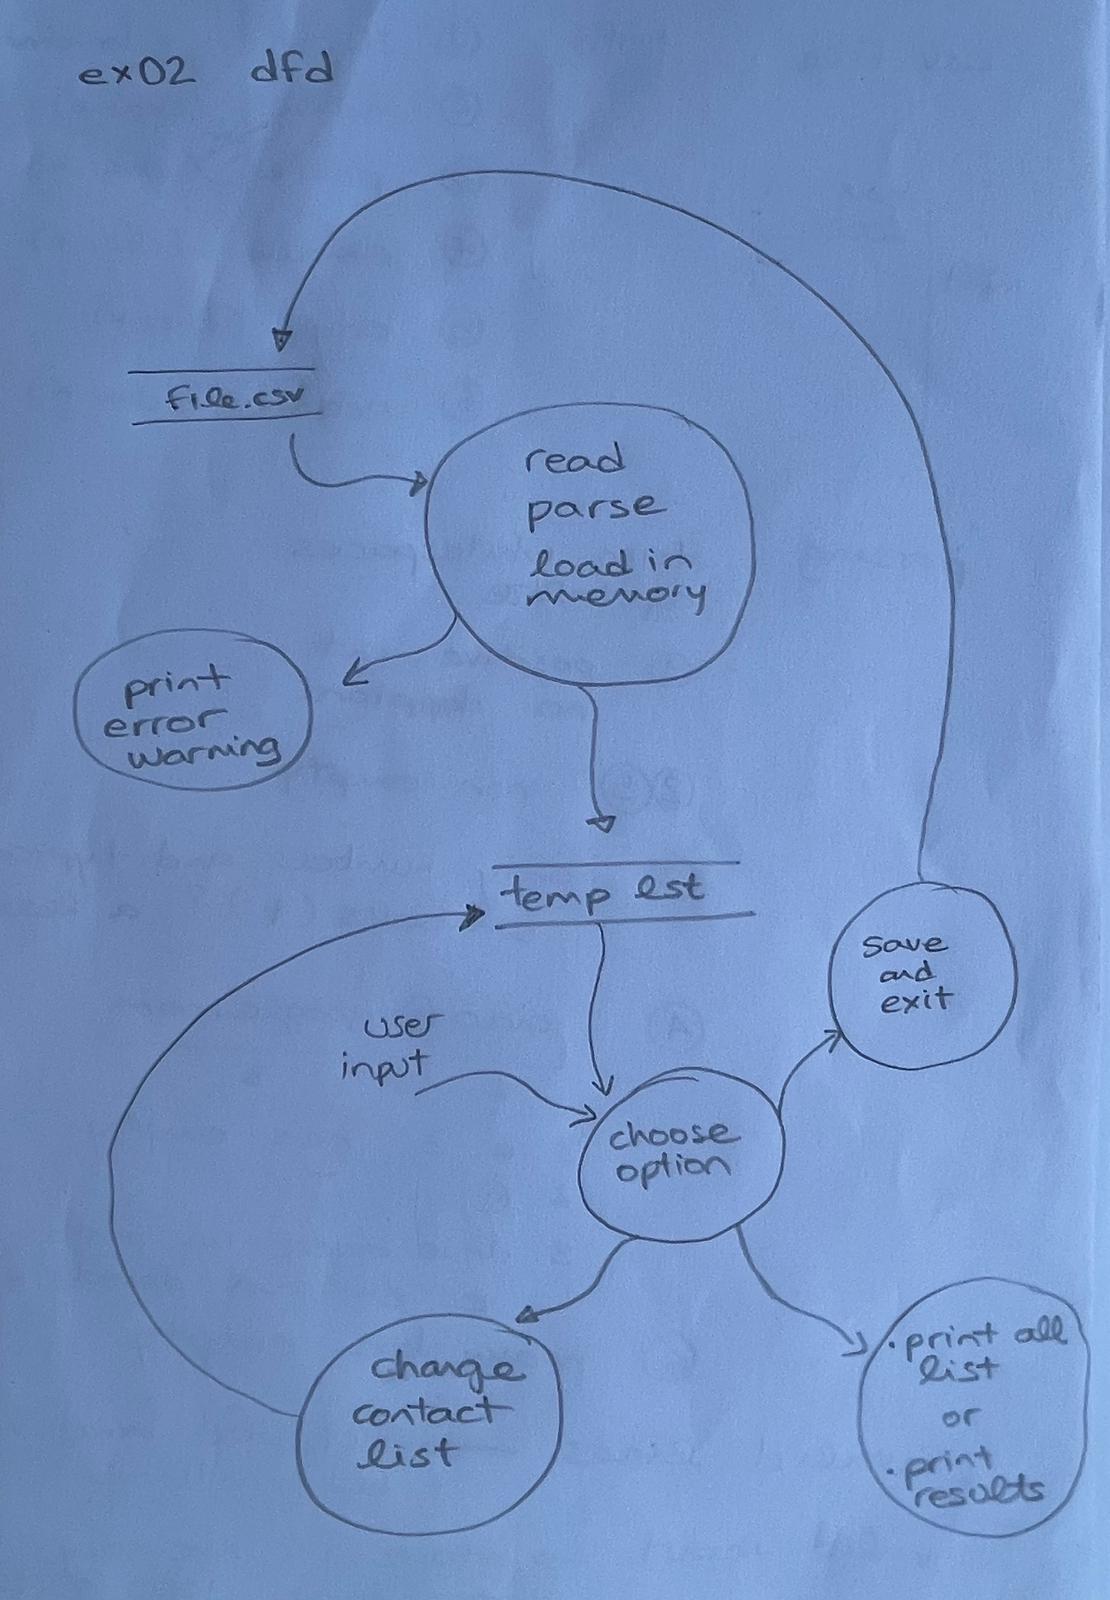 ex02 dfd
file.csv
read
parse
load in
memory
print
error
warning
temp lst
save
and
exit
user
input
choose
option
change
contact
list
• print all
list
or
• print
results